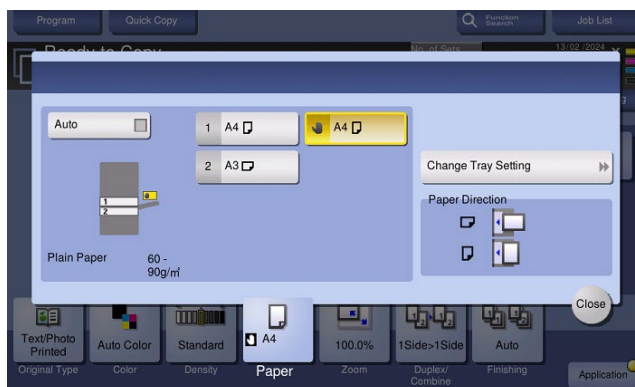 Program
Quick Copy
Function
Search
Job List
Ready to Copy
No. of Sets
13/02/2024
Auto
1 A4
A4
2 A3
Change Tray Setting
1
2
Paper Direction
Plain Paper
60 -
90g/㎡
Close
Text/Photo
Printed
Auto Color
Standard
A4
100.0%
1Side>1Side
Auto
Original Type
Color
Density
Paper
Zoom
Duplex/
Combine
Finishing
Application